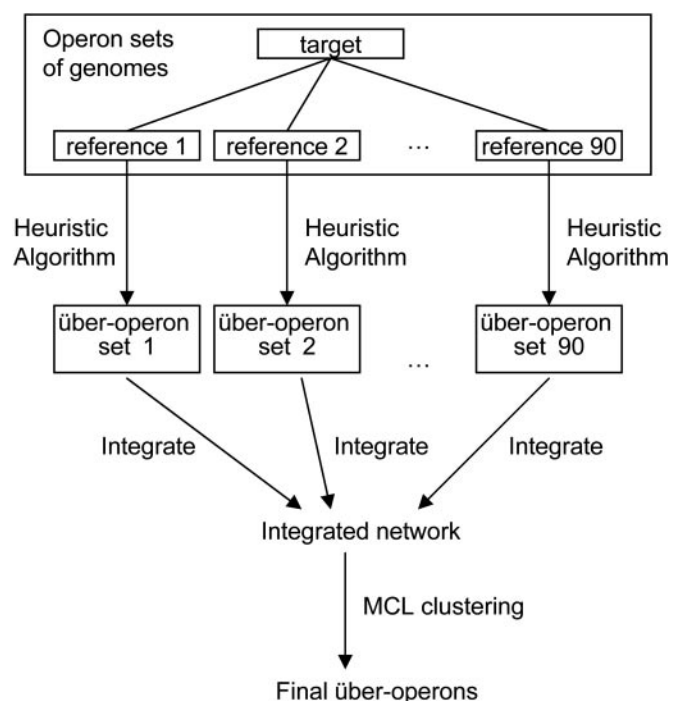 Operon sets
of genomes
target
reference 1
reference 2
...
reference 90
Heuristic
Algorithm
Heuristic
Algorithm
Heuristic
Algorithm
über-operon
set 1
über-operon
set 2
...
über-operon
set 90
Integrate
Integrate
Integrate
Integrated network
MCL clustering
Final über-operons